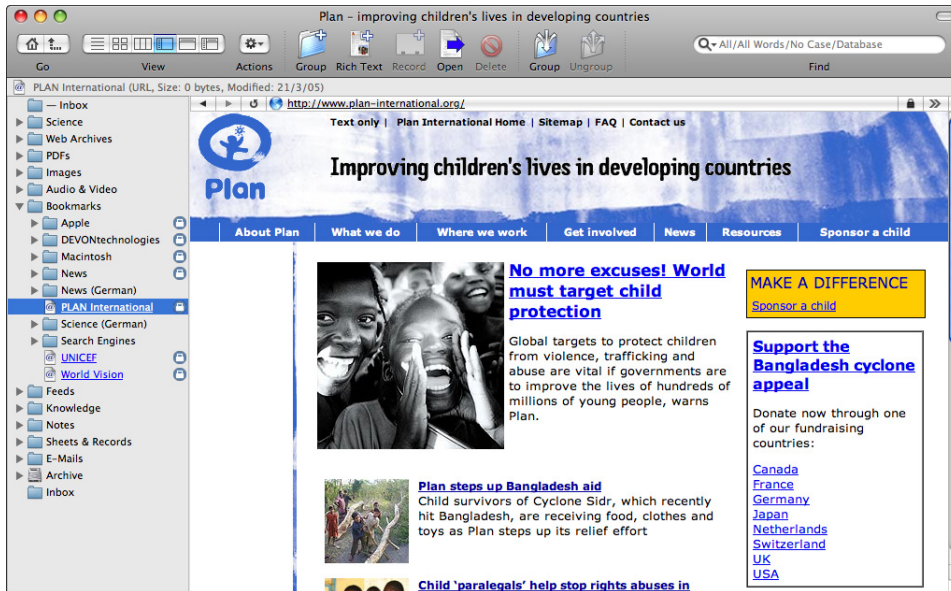 Plan – improving children's lives in developing countries
All/All Words/No Case/Database
Go View Actions Group Rich Text Record Open Delete Group Ungroup Find
PLAN International (URL, Size: 0 bytes, Modified: 21/3/05)
— Inbox
Science
Web Archives
PDFs
Images
Audio & Video
Bookmarks
Apple
DEVONtechnologies
Macintosh
News
News (German)
PLAN International
Science (German)
Search Engines
UNICEF
World Vision
Feeds
Knowledge
Notes
Sheets & Records
E-Mails
Archive
Inbox
http://www.plan-international.org/
Text only | Plan International Home | Sitemap | FAQ | Contact us
Plan
Improving children's lives in developing countries
About Plan What we do Where we work Get involved News Resources Sponsor a child
No more excuses! World
must target child
protection
Global targets to protect children
from violence, trafficking and
abuse are vital if governments are
to improve the lives of hundreds of
millions of young people, warns
Plan.
Plan steps up Bangladesh aid
Child survivors of Cyclone Sidr, which recently
hit Bangladesh, are receiving food, clothes and
toys as Plan steps up its relief effort
Child ‘paralegals’ help stop rights abuses in
MAKE A DIFFERENCE
Sponsor a child
Support the
Bangladesh cyclone
appeal
Donate now through one
of our fundraising
countries:
Canada
France
Germany
Japan
Netherlands
Switzerland
UK
USA